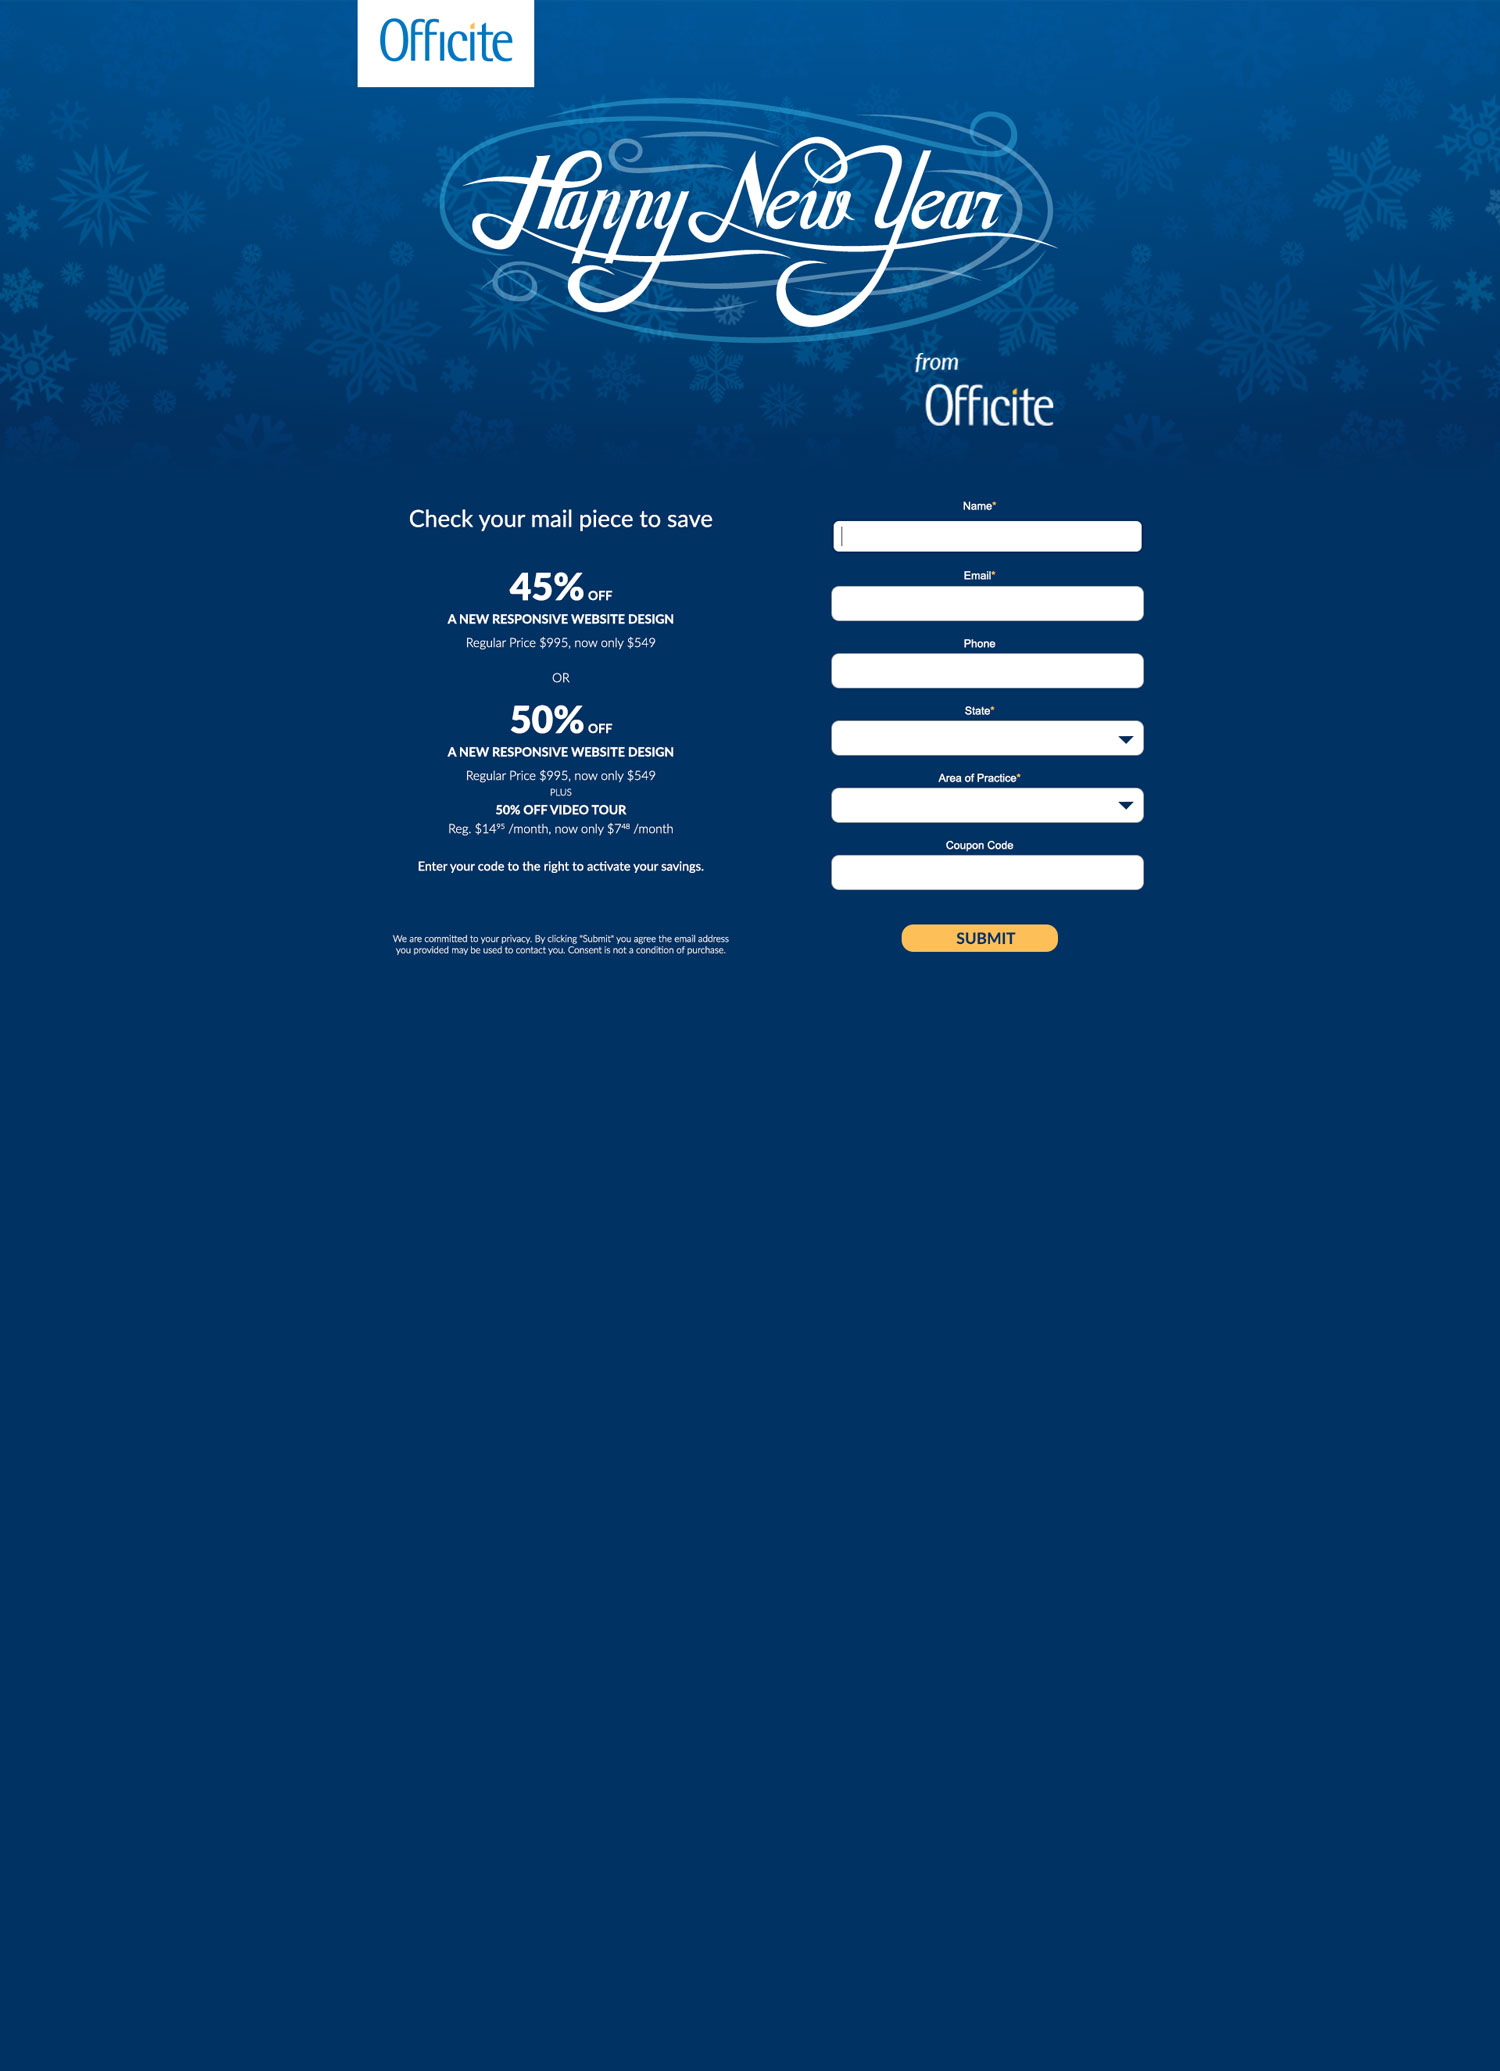 Officite
Happy New Year
from
Officite
Check your mail piece to save
45% OFF
A NEW RESPONSIVE WEBSITE DESIGN
Regular Price $995, now only $549
OR
50% OFF
A NEW RESPONSIVE WEBSITE DESIGN
Regular Price $995, now only $549
PLUS
50% OFF VIDEO TOUR
Reg. $14⁹⁵ /month, now only $7⁴⁸ /month
Enter your code to the right to activate your savings.
We are committed to your privacy. By clicking "Submit" you agree the email address
you provided may be used to contact you. Consent is not a condition of purchase.
Name*
Email*
Phone
State*
Area of Practice*
Coupon Code
SUBMIT